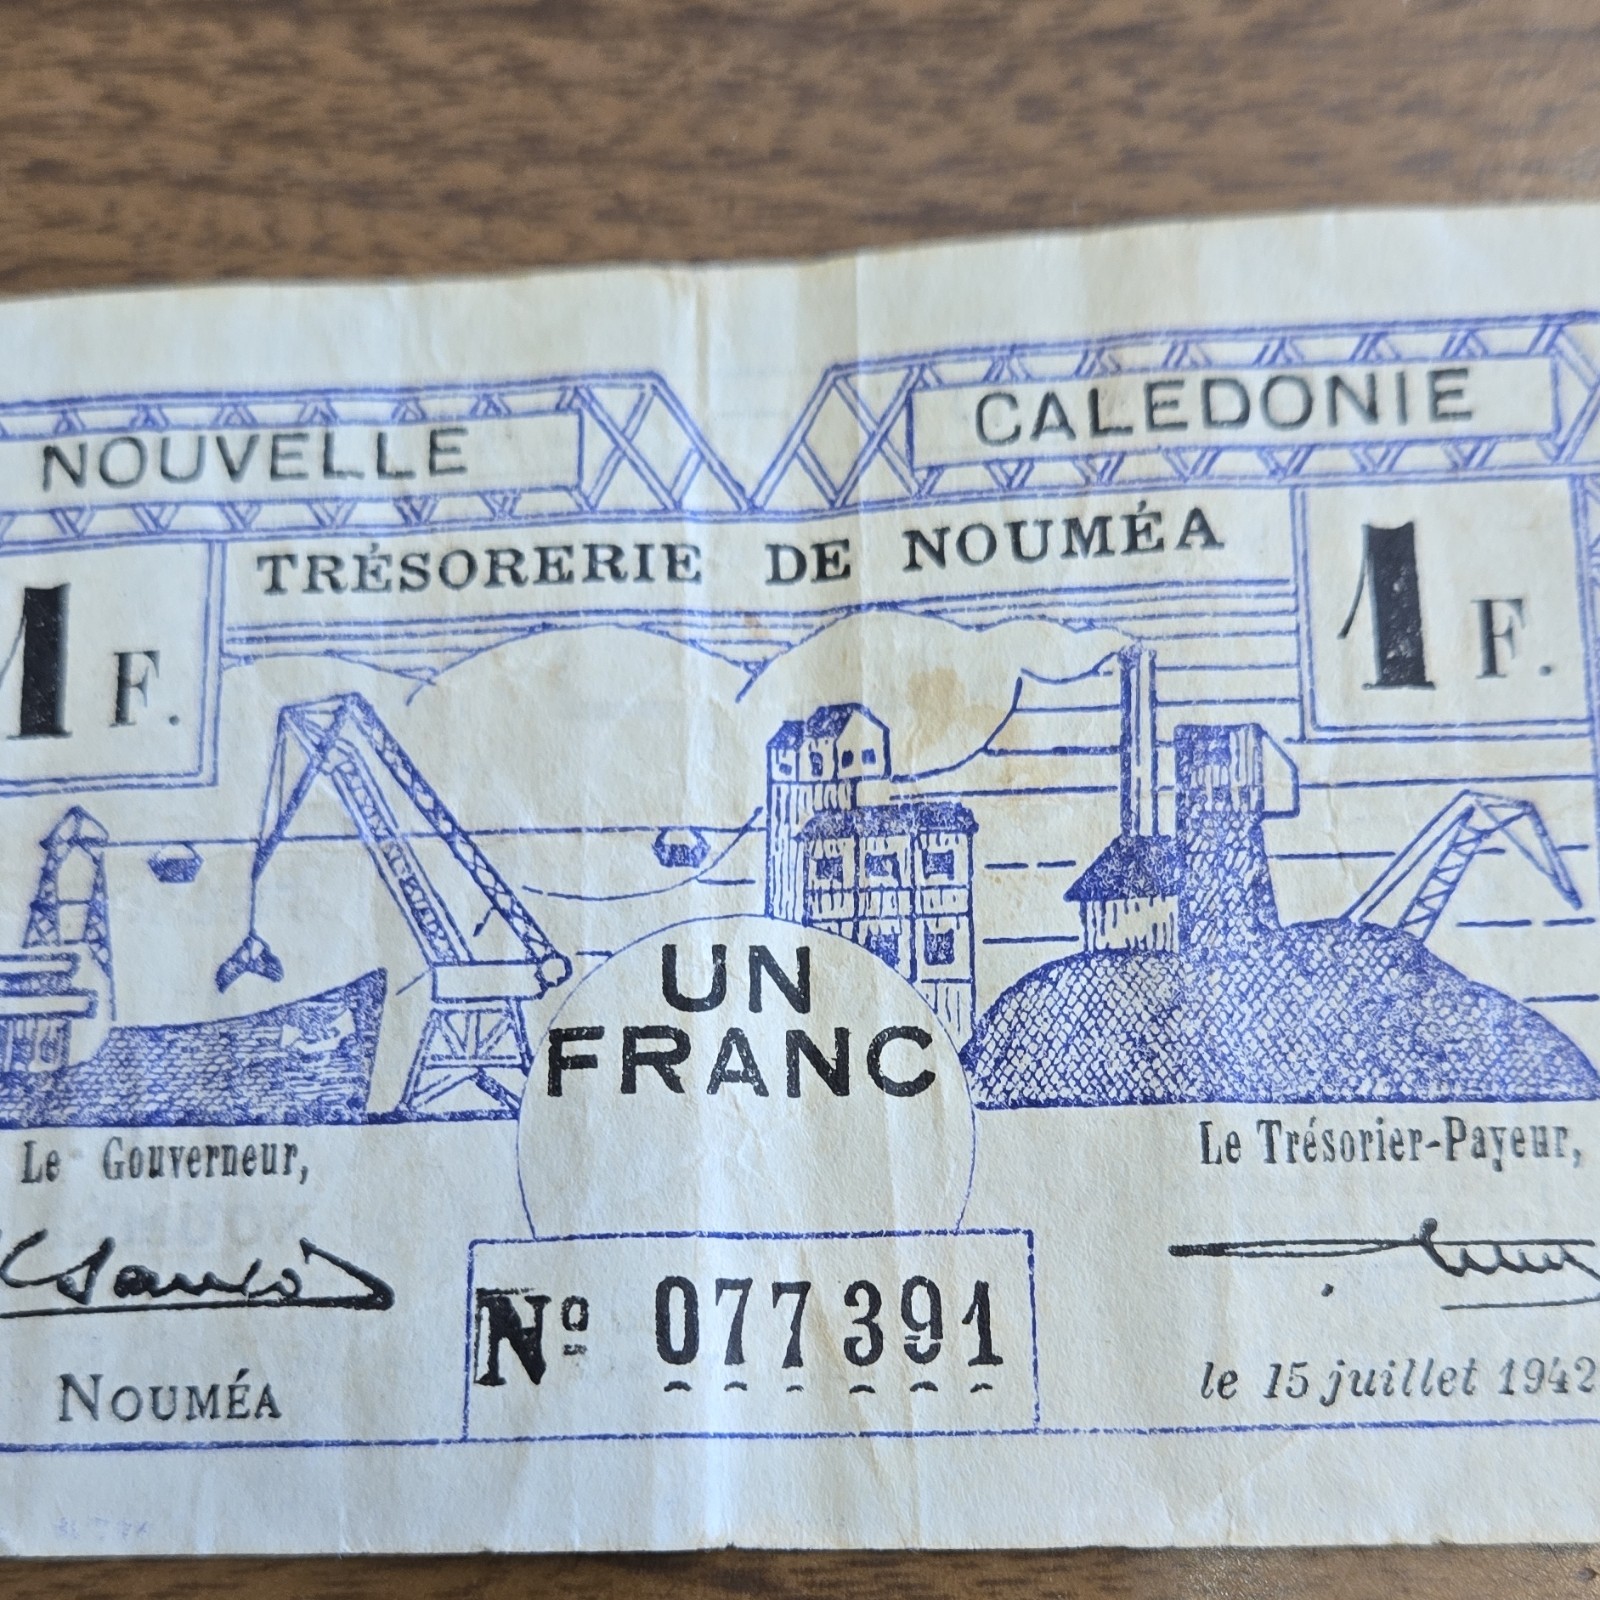 NOUVELLE CALEDONIE
TRÉSORERIE DE NOUMÉA
1 F.
1 F.
UN
FRANC
Le Gouverneur,
Le Trésorier-Payeur,
Nº 077391
NOUMÉA
le 15 juillet 1942